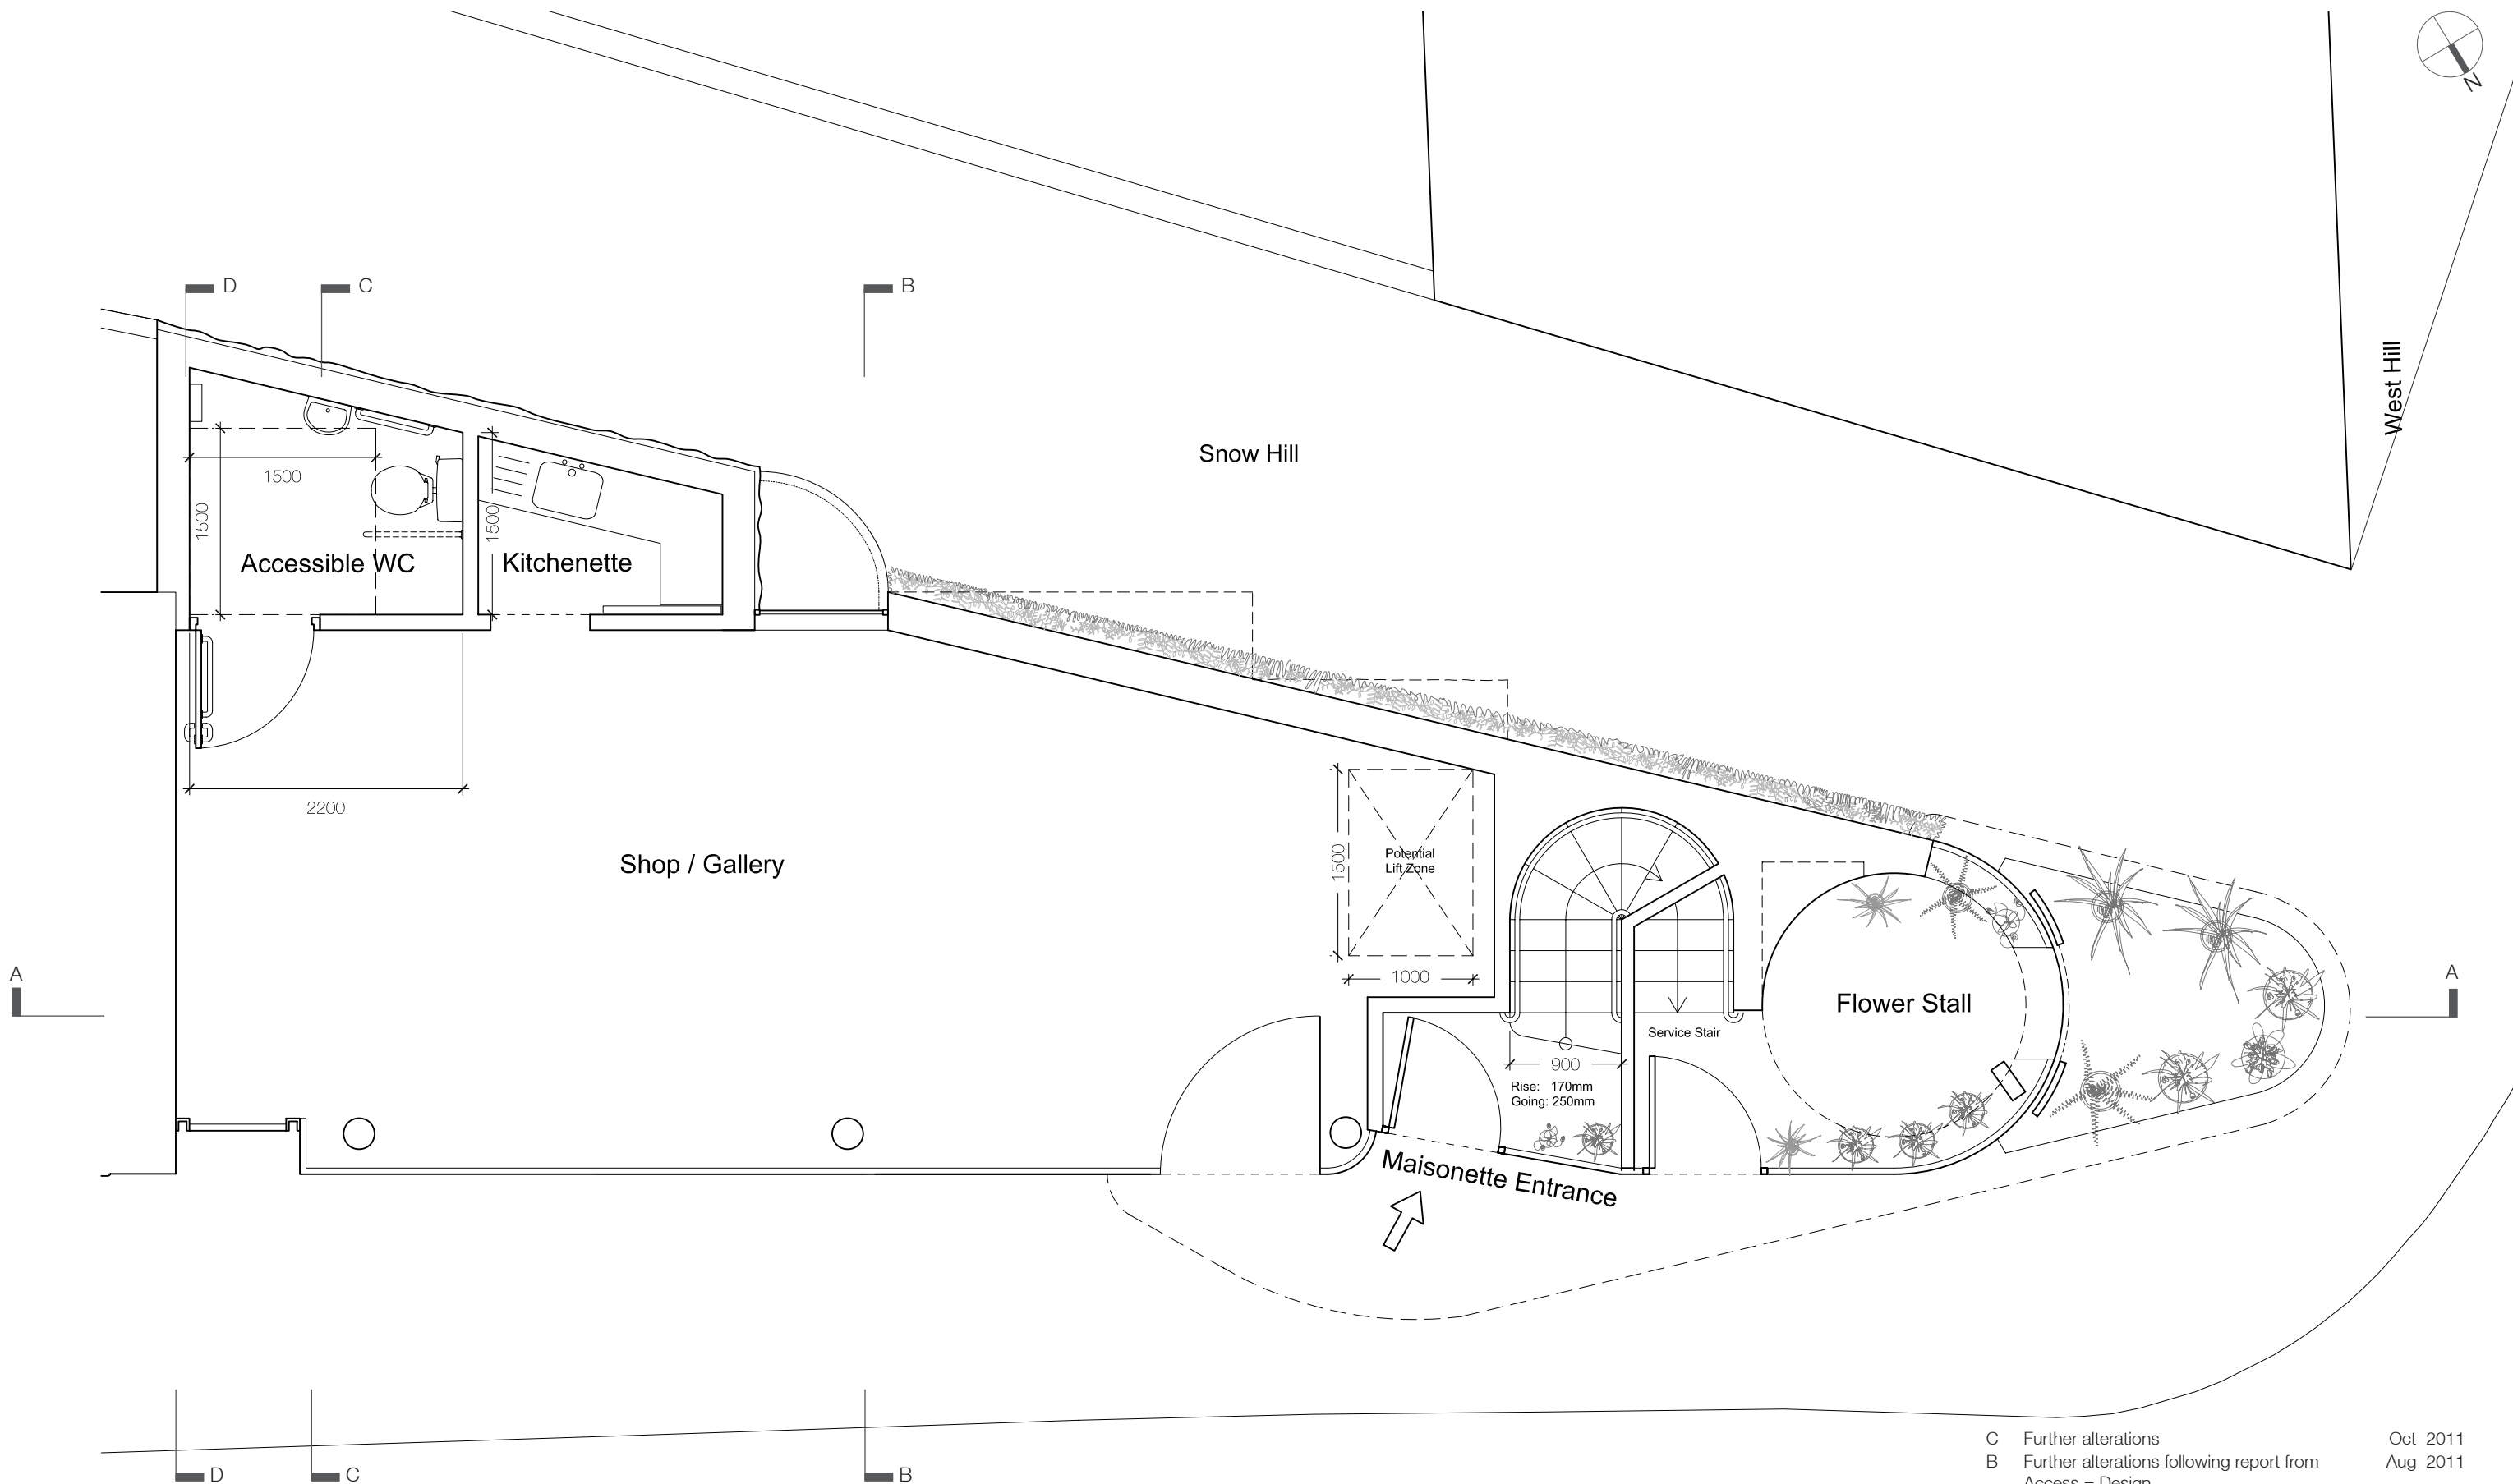 N
D
C
B
West Hill
Snow Hill
1500
1500
1500
Accessible WC
Kitchenette
2200
Shop / Gallery
1500
Potential
Lift Zone
1000
A
A
Flower Stall
Service Stair
900
Rise: 170mm
Going: 250mm
Maisonette Entrance
C Further alterations Oct 2011
B Further alterations following report from Aug 2011
Access - Design
D
C
B